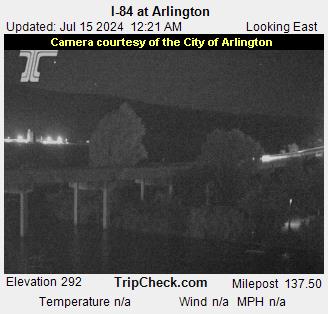 I-84 at Arlington
Updated: Jul 15 2024 12:21 AM Looking East
Camera courtesy of the City of Arlington
Elevation 292 TripCheck.com Milepost 137.50
Temperature n/a Wind n/a MPH n/a